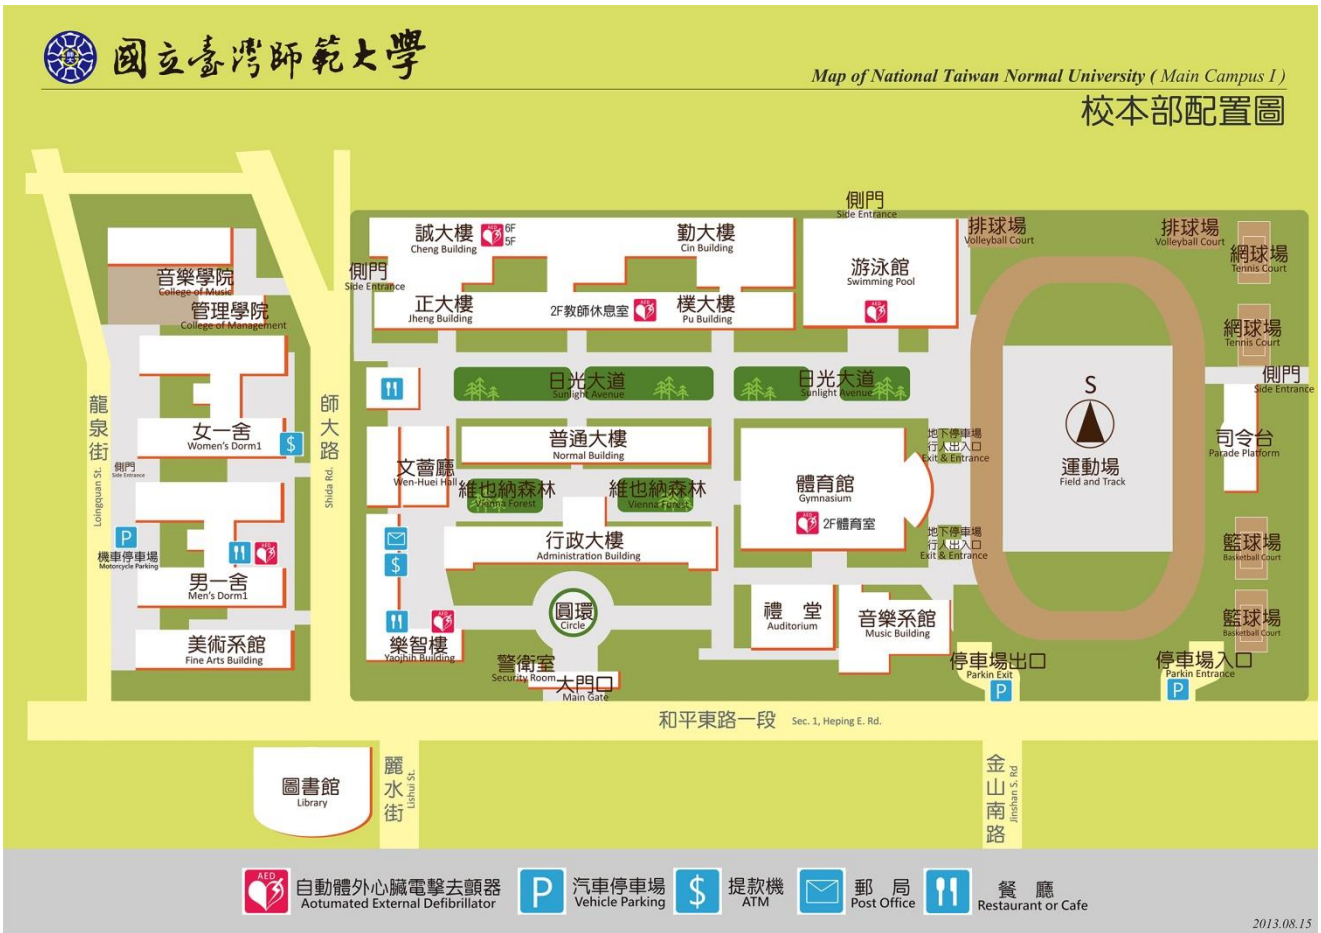 國立臺灣師範大學
Map of National Taiwan Normal University ( Main Campus I )
校本部配置圖
側門
Side Entrance
誠大樓
Cheng Building
AED
6F
5F
勤大樓
Cin Building
排球場
Volleyball Court
排球場
Volleyball Court
網球場
Tennis Court
音樂學院
College of Music
側門
Side Entrance
游泳館
Swimming Pool
AED
管理學院
College of Management
正大樓
Jheng Building
2F教師休息室
AED
樸大樓
Pu Building
網球場
Tennis Court
日光大道
Sunlight Avenue
日光大道
Sunlight Avenue
側門
Side Entrance
S
龍泉街
Loingquan St.
師大路
Shida Rd.
女一舍
Women's Dorm1
$
普通大樓
Normal Building
地下停車場
行人出入口
Exit & Entrance
司令台
Parade Platform
側門
Side Entrance
文薈廳
Wen-Huei Hall
運動場
Field and Track
體育館
Gymnasium
維也納森林
Vienna Forest
維也納森林
Vienna Forest
AED
2F體育室
P
機車停車場
Motorcycle Parking
AED
行政大樓
Administration Building
地下停車場
行人出入口
Exit & Entrance
籃球場
Basketball Court
$
男一舍
Men's Dorm1
圓環
Circle
禮 堂
Auditorium
音樂系館
Music Building
籃球場
Basketball Court
AED
美術系館
Fine Arts Building
樂智樓
Yaojhih Building
警衛室
Security Room
大門口
Main Gate
停車場出口
Parkin Exit
P
停車場入口
Parkin Entrance
P
和平東路一段
Sec. 1, Heping E. Rd.
圖書館
Library
麗水街
Lishui St.
金山南路
Jinshan S. Rd
AED
自動體外心臟電擊去顫器
Aotumated External Defibrillator
P
汽車停車場
Vehicle Parking
$
提款機
ATM
郵 局
Post Office
餐 廳
Restaurant or Cafe
2013.08.15